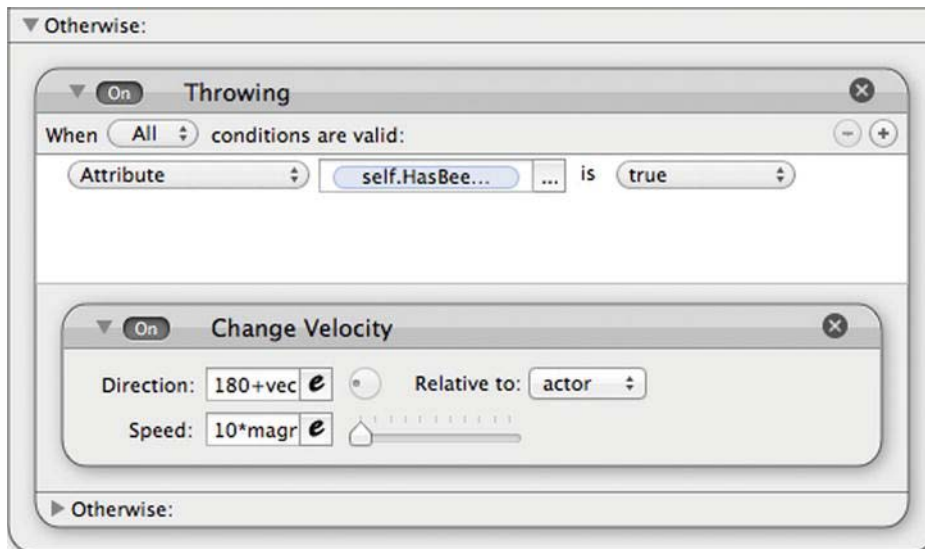 Otherwise:
On Throwing
When All conditions are valid:
Attribute self.HasBee... ... is true
On Change Velocity
Direction: 180+vec e Relative to: actor
Speed: 10*magr e
Otherwise: